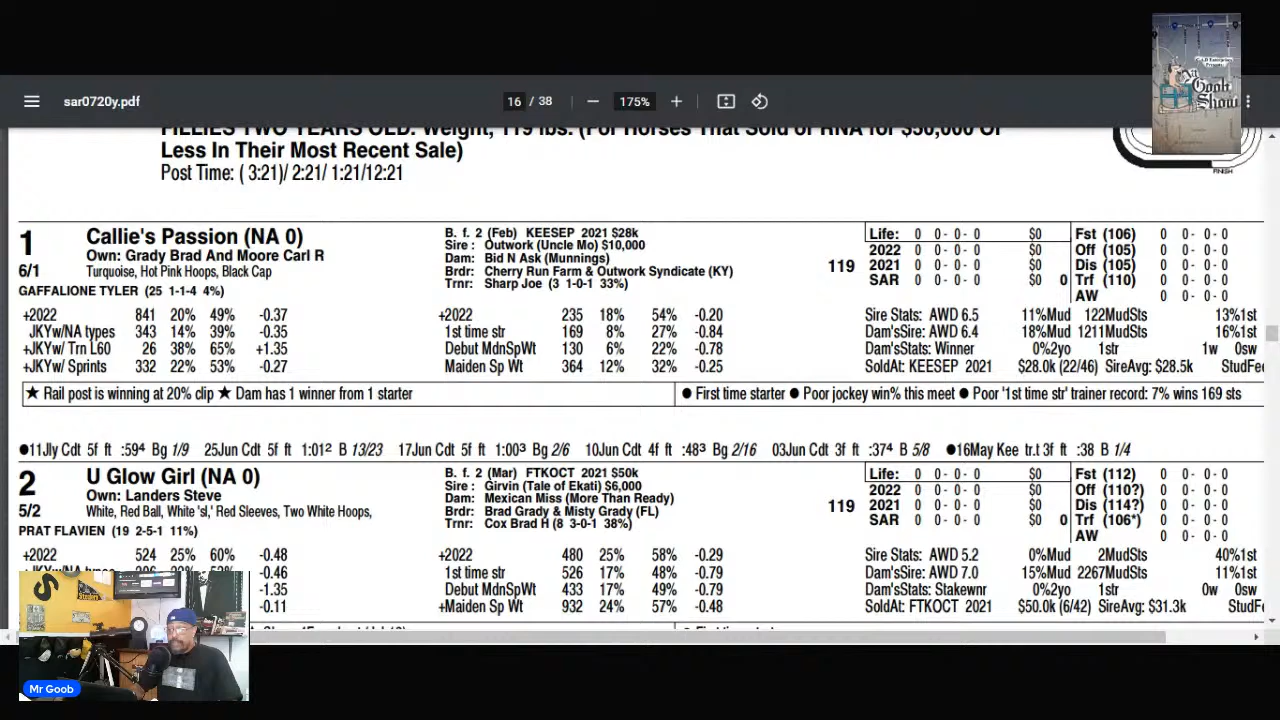 sar0720y.pdf
16 / 38
175%
Gook
Show
FILLIES TWO YEARS OLD. Weight, 119 lbs. (For Horses That Sold or RNA for $50,000 Or
Less In Their Most Recent Sale)
Post Time: ( 3:21)/ 2:21/ 1:21/12:21
FINISH
1 Callie's Passion (NA 0)
Own: Grady Brad And Moore Carl R
6/1 Turquoise, Hot Pink Hoops, Black Cap
GAFFALIONE TYLER (25 1-1-4 4%)
B. f. 2 (Feb) KEESEP 2021 $28k
Sire : Outwork (Uncle Mo) $10,000
Dam: Bid N Ask (Munnings)
Brdr: Cherry Run Farm & Outwork Syndicate (KY)
Trnr: Sharp Joe (3 1-0-1 33%)
119
Life: 0 0- 0- 0 $0
2022 0 0- 0- 0 $0
2021 0 0- 0- 0 $0
SAR 0 0- 0- 0 $0 0
Fst (106) 0 0- 0- 0
Off (105) 0 0- 0- 0
Dis (105) 0 0- 0- 0
Trf (110) 0 0- 0- 0
AW 0 0- 0- 0
+2022 841 20% 49% -0.37
JKYw/NA types 343 14% 39% -0.35
+JKYw/ Trn L60 26 38% 65% +1.35
+JKYw/ Sprints 332 22% 53% -0.27
+2022 235 18% 54% -0.20
1st time str 169 8% 27% -0.84
Debut MdnSpWt 130 6% 22% -0.78
Maiden Sp Wt 364 12% 32% -0.25
Sire Stats: AWD 6.5 11%Mud 122MudSts 13%1st
Dam'sSire: AWD 6.4 18%Mud 1211MudSts 16%1st
Dam'sStats: Winner 0%2yo 1str 1w 0sw
SoldAt: KEESEP 2021 $28.0k (22/46) SireAvg: $28.5k StudFe
★ Rail post is winning at 20% clip ★ Dam has 1 winner from 1 starter
● First time starter ● Poor jockey win% this meet ● Poor '1st time str' trainer record: 7% wins 169 sts
●11Jly Cdt 5f ft :59⁴ Bg 1/9 25Jun Cdt 5f ft 1:01² B 13/23 17Jun Cdt 5f ft 1:00³ Bg 2/6 10Jun Cdt 4f ft :48³ Bg 2/16 03Jun Cdt 3f ft :37⁴ B 5/8 ●16May Kee tr.t 3f ft :38 B 1/4
2 U Glow Girl (NA 0)
Own: Landers Steve
5/2 White, Red Ball, White 'sl,' Red Sleeves, Two White Hoops,
PRAT FLAVIEN (19 2-5-1 11%)
B. f. 2 (Mar) FTKOCT 2021 $50k
Sire : Girvin (Tale of Ekati) $6,000
Dam: Mexican Miss (More Than Ready)
Brdr: Brad Grady & Misty Grady (FL)
Trnr: Cox Brad H (8 3-0-1 38%)
119
Life: 0 0- 0- 0 $0
2022 0 0- 0- 0 $0
2021 0 0- 0- 0 $0
SAR 0 0- 0- 0 $0 0
Fst (112) 0 0- 0- 0
Off (110?) 0 0- 0- 0
Dis (114?) 0 0- 0- 0
Trf (106*) 0 0- 0- 0
AW 0 0- 0- 0
+2022 524 25% 60% -0.48
-0.46
-1.35
-0.11
+2022 480 25% 58% -0.29
1st time str 526 17% 48% -0.79
Debut MdnSpWt 433 17% 49% -0.79
+Maiden Sp Wt 932 24% 57% -0.48
Sire Stats: AWD 5.2 0%Mud 2MudSts 40%1st
Dam'sSire: AWD 7.0 15%Mud 2267MudSts 11%1st
Dam'sStats: Stakewnr 0%2yo 1str 0w 0sw
SoldAt: FTKOCT 2021 $50.0k (6/42) SireAvg: $31.3k StudFe
Mr Goob